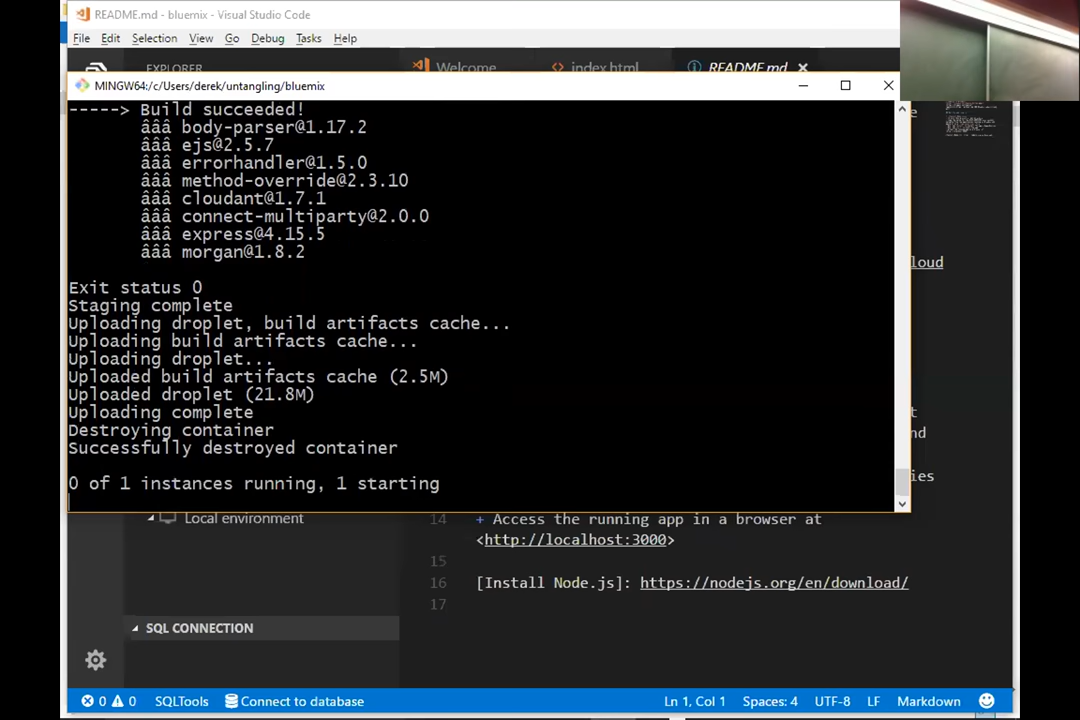 README.md - bluemix - Visual Studio Code
File Edit Selection View Go Debug Tasks Help
EXPLORER Welcome index.html README.md
MINGW64:/c/Users/derek/untangling/bluemix
-----> Build succeeded!
âââ body-parser@1.17.2
âââ ejs@2.5.7
âââ errorhandler@1.5.0
âââ method-override@2.3.10
âââ cloudant@1.7.1
âââ connect-multiparty@2.0.0
âââ express@4.15.5
âââ morgan@1.8.2
Exit status 0
Staging complete
Uploading droplet, build artifacts cache...
Uploading build artifacts cache...
Uploading droplet...
Uploaded build artifacts cache (2.5M)
Uploaded droplet (21.8M)
Uploading complete
Destroying container
Successfully destroyed container
0 of 1 instances running, 1 starting
e
loud
t
nd
ies
Local environment
14 + Access the running app in a browser at
<http://localhost:3000>
15
16 [Install Node.js]: https://nodejs.org/en/download/
17
SQL CONNECTION
0 0 SQLTools Connect to database Ln 1, Col 1 Spaces: 4 UTF-8 LF Markdown